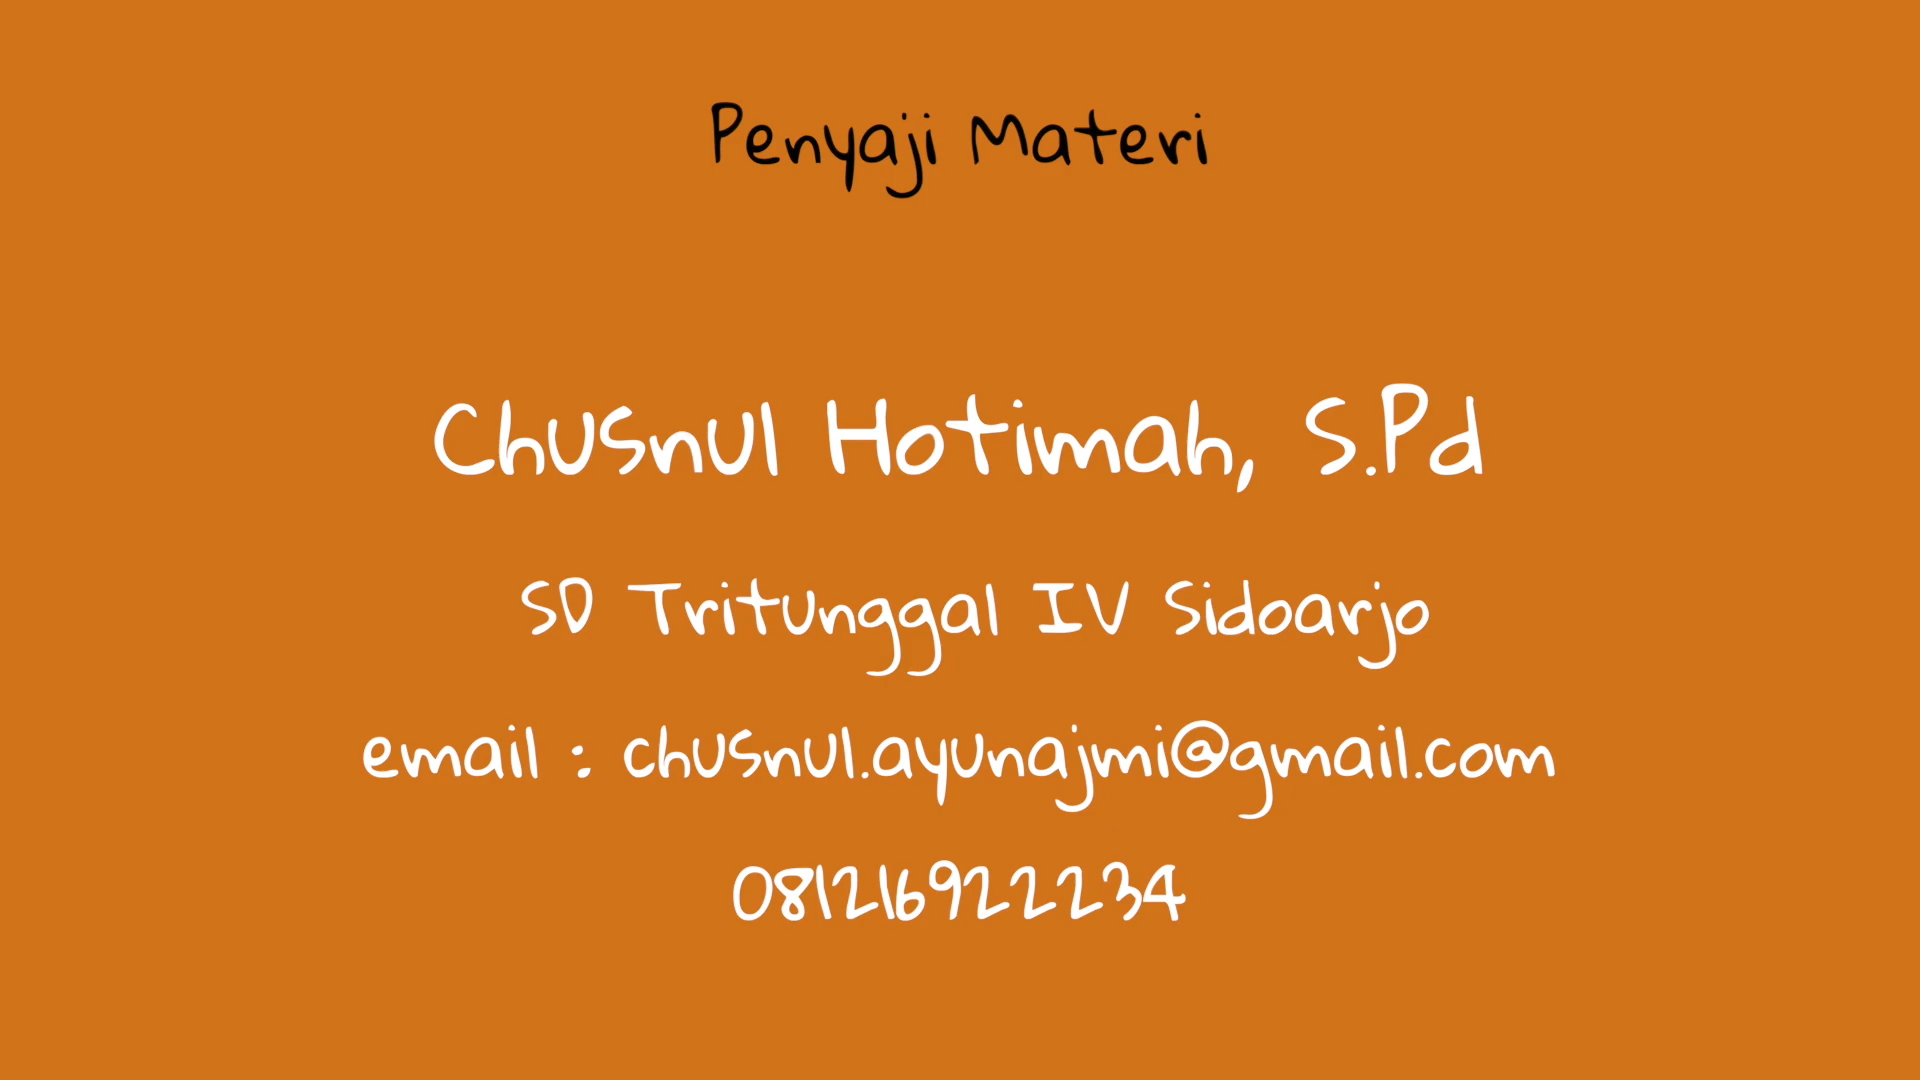 Penyaji Materi
Chusnul Hotimah, S.Pd
SD Tritunggal IV Sidoarjo
email : chusnul.ayunajmi@gmail.com
081216922234